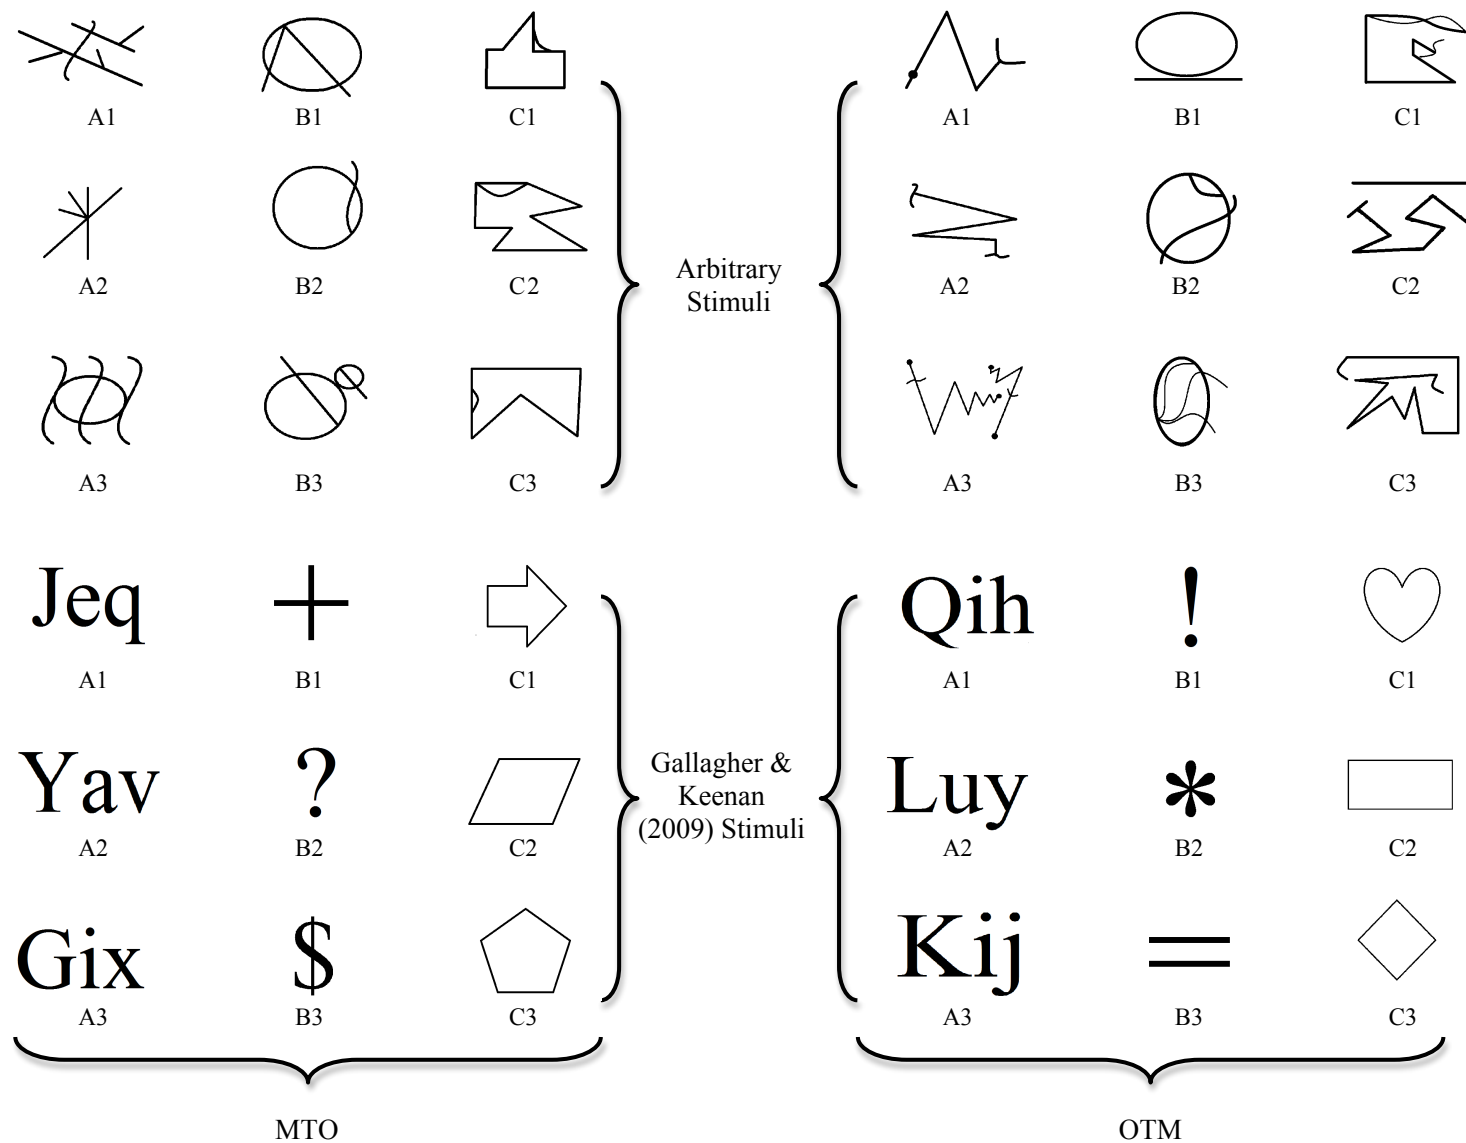 A1 B1 C1 A1 B1 C1
A2 B2 C2 A2 B2 C2
Arbitrary
Stimuli
A3 B3 C3 A3 B3 C3
Jeq + Qih !
A1 B1 C1 A1 B1 C1
Yav ? Luy *
A2 B2 C2 A2 B2 C2
Gallagher &
Keenan
(2009) Stimuli
Gix $ Kij =
A3 B3 C3 A3 B3 C3
MTO OTM